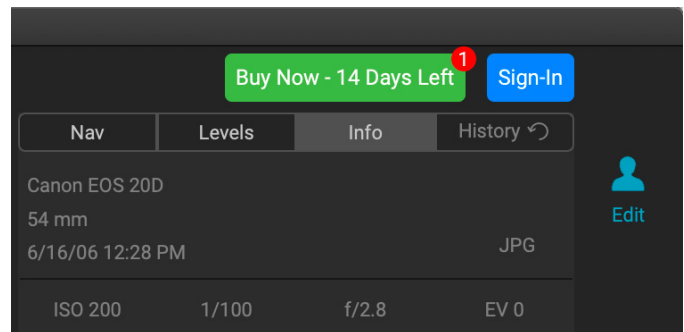 1
Buy Now - 14 Days Left
Sign-In
Nav Levels Info History
Canon EOS 20D
54 mm
6/16/06 12:28 PM
JPG
Edit
ISO 200 1/100 f/2.8 EV 0